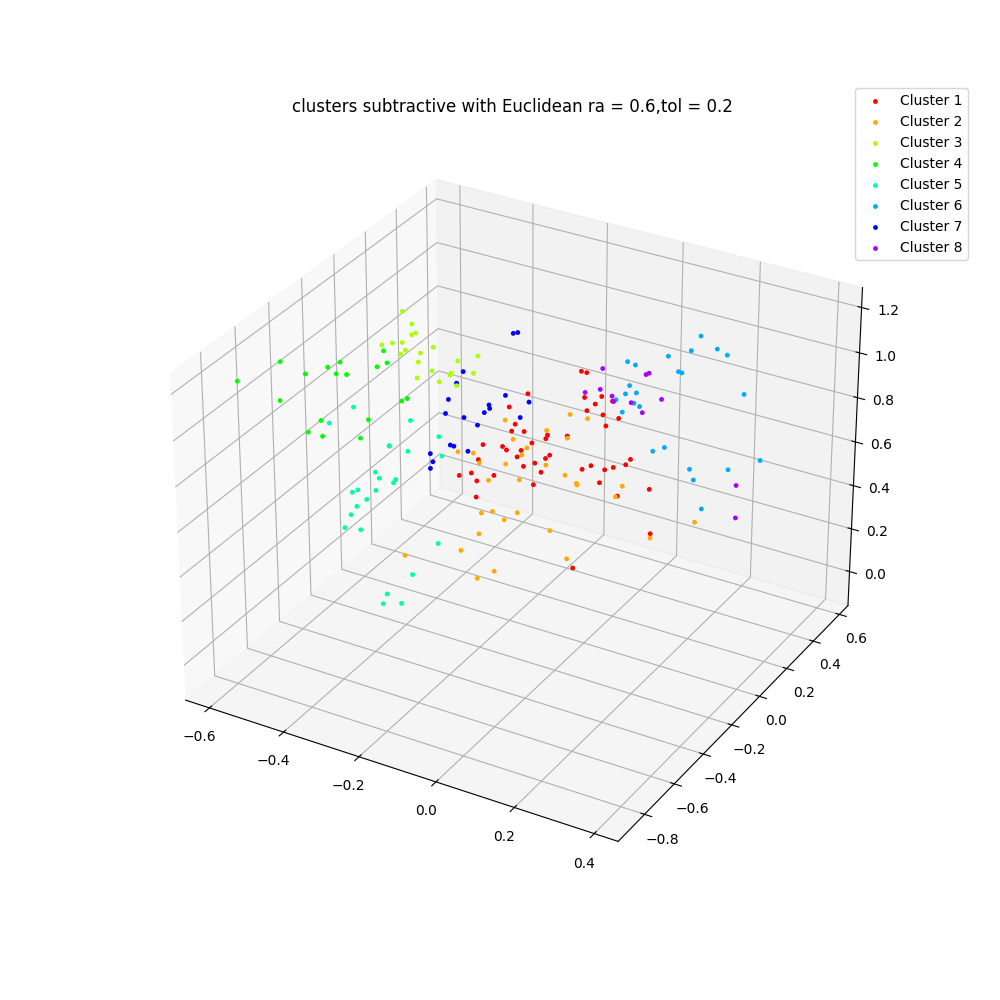 clusters subtractive with Euclidean ra = 0.6,tol = 0.2
Cluster 1
Cluster 2
Cluster 3
Cluster 4
Cluster 5
Cluster 6
Cluster 7
Cluster 8
1.2
1.0
0.8
0.6
0.4
0.2
0.0
0.6
0.4
0.2
0.0
−0.2
−0.4
−0.6
−0.8
−0.6
−0.4
−0.2
0.0
0.2
0.4